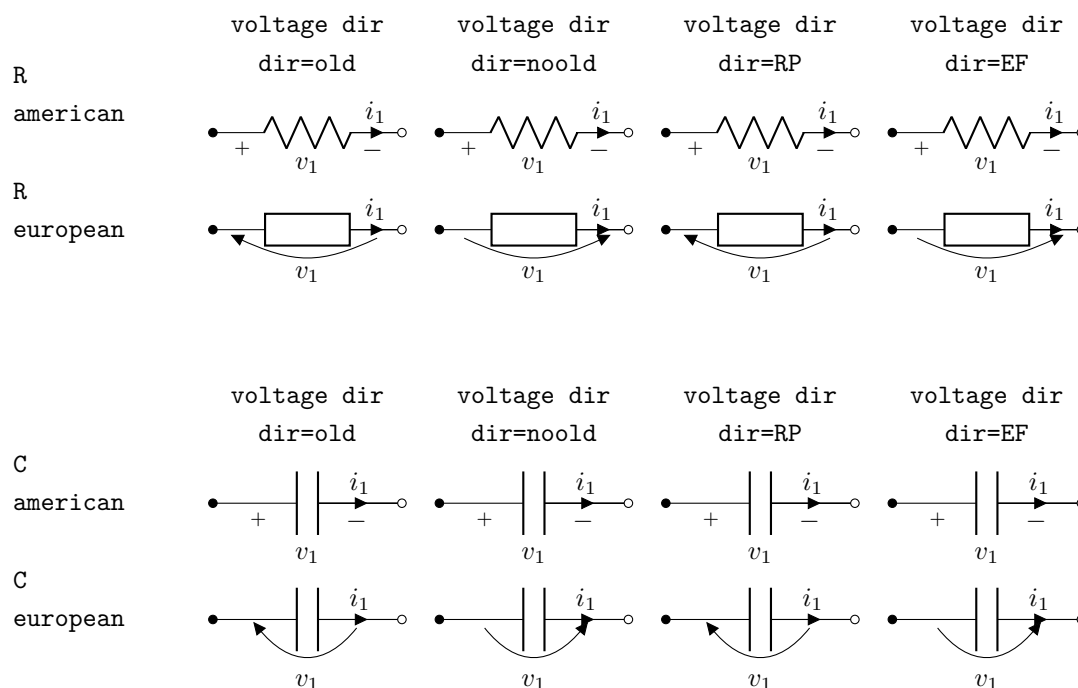 voltage dir voltage dir voltage dir voltage dir
dir=old dir=noold dir=RP dir=EF
R
american
i₁ i₁ i₁ i₁
+ − + − + − + −
v₁ v₁ v₁ v₁
R
european
i₁ i₁ i₁ i₁
v₁ v₁ v₁ v₁
voltage dir voltage dir voltage dir voltage dir
dir=old dir=noold dir=RP dir=EF
C
american
i₁ i₁ i₁ i₁
+ − + − + − + −
v₁ v₁ v₁ v₁
C
european
i₁ i₁ i₁ i₁
v₁ v₁ v₁ v₁